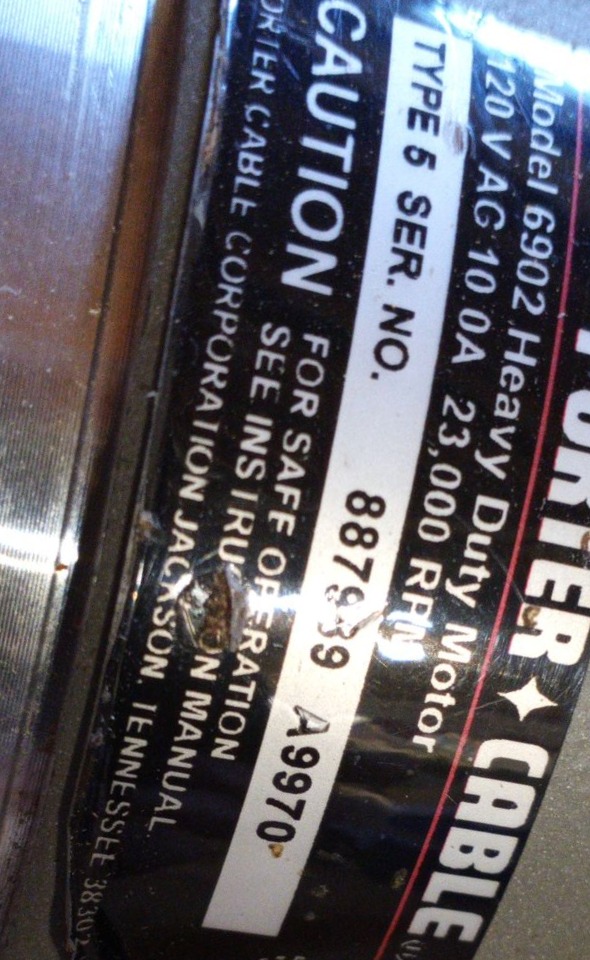 PORTER CABLE
Model 6902 Heavy Duty Motor
120 V AC 10.0A 23,000 RPM
TYPE 5 SER. NO. 887939 A9970
CAUTION FOR SAFE OPERATION
SEE INSTRUCTION MANUAL
PORTER CABLE CORPORATION JACKSON, TENNESSEE 38302